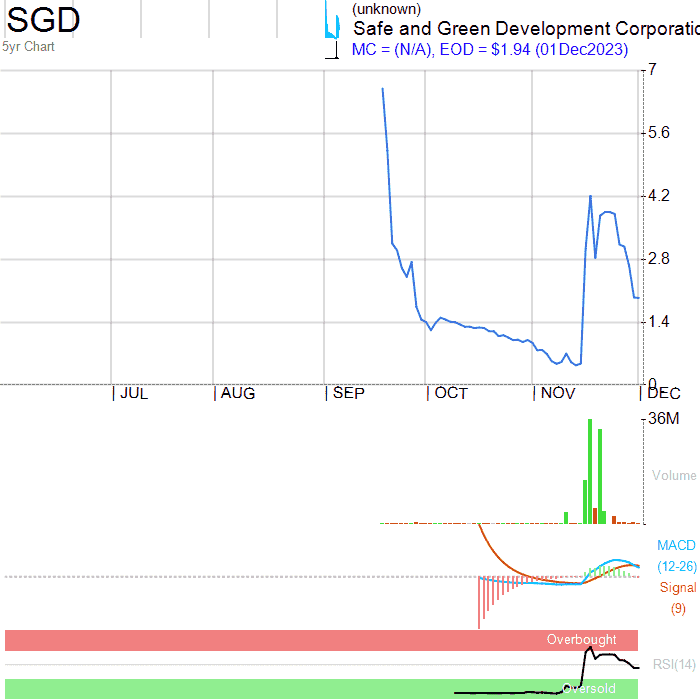 SGD
5yr Chart
(unknown)
Safe and Green Development Corporatio
MC = (N/A), EOD = $1.94 (01Dec2023)
7
5.6
4.2
2.8
1.4
0
JUL
AUG
SEP
OCT
NOV
DEC
36M
Volume
MACD
(12-26)
Signal
(9)
Overbought
RSI(14)
Oversold